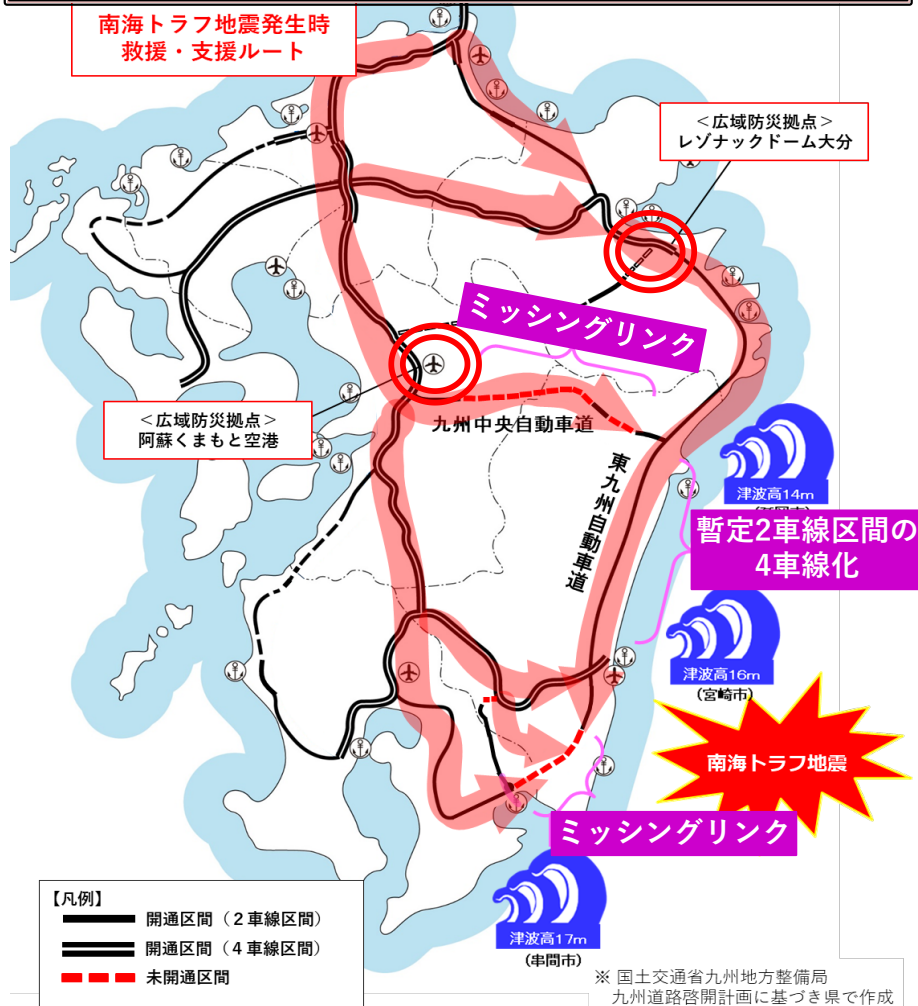 南海トラフ地震発生時
救援・支援ルート
＜広域防災拠点＞
レゾナックドーム大分
ミッシングリンク
＜広域防災拠点＞
阿蘇くまもと空港
九州中央自動車道
東九州自動車道
津波高14m
暫定2車線区間の
4車線化
津波高16m
(宮崎市)
南海トラフ地震
ミッシングリンク
津波高17m
(串間市)
【凡例】
開通区間（２車線区間）
開通区間（４車線区間）
未開通区間
※ 国土交通省九州地方整備局
九州道路啓開計画に基づき県で作成